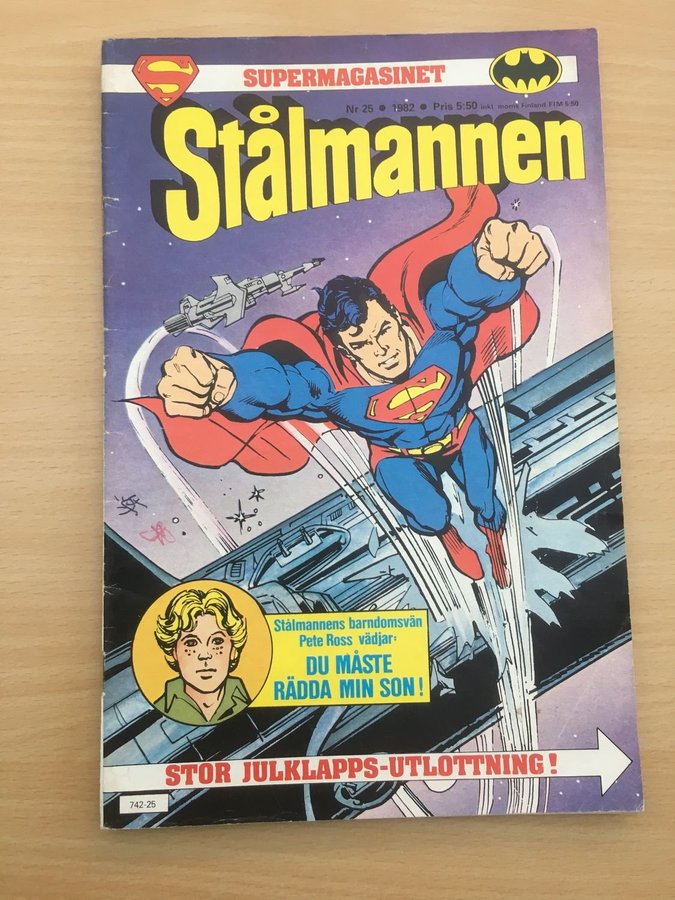 SUPERMAGASINET
Nr 25 • 1982 • Pris 5:50 inkl moms Finland FIM 5:50
Stålmannen
S
Stålmannens barndomsvän
Pete Ross vädjar:
DU MÅSTE
RÄDDA MIN SON!
STOR JULKLAPPS-UTLOTTNING!
742-25